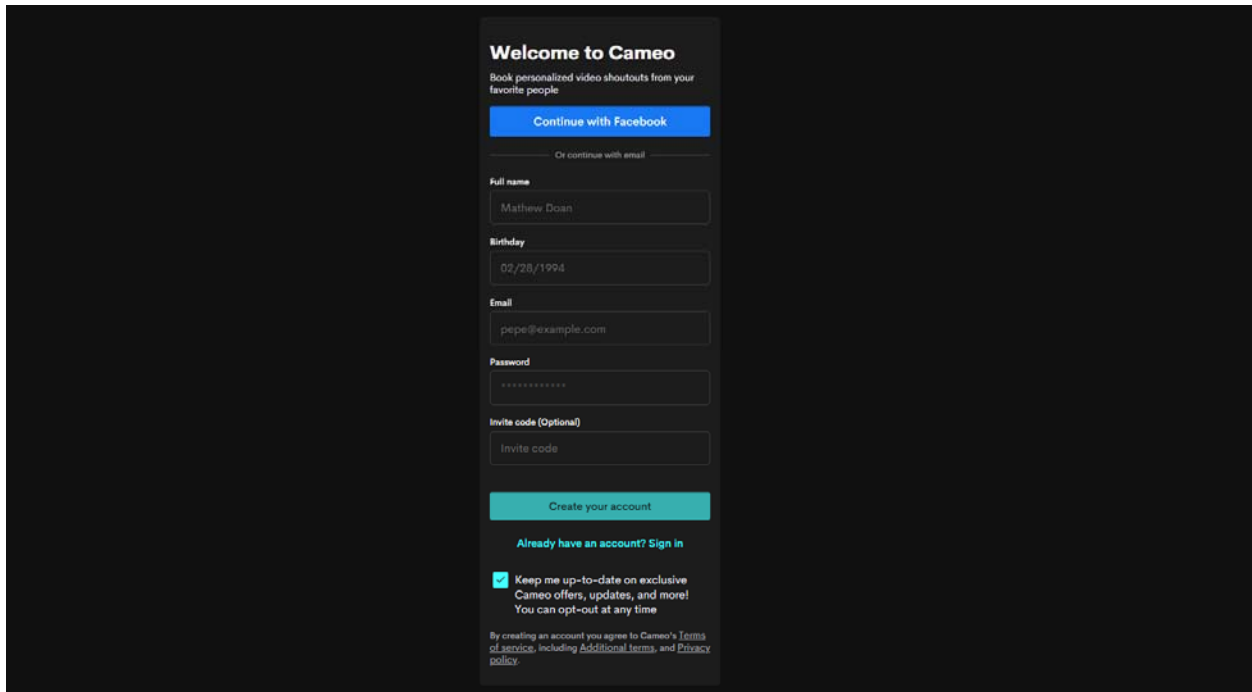 Welcome to Cameo
Book personalized video shoutouts from your
favorite people
Continue with Facebook
Or continue with email
Full name
Mathew Doan
Birthday
02/28/1994
Email
pepe@example.com
Password
************
Invite code (Optional)
Invite code
Create your account
Already have an account? Sign in
Keep me up-to-date on exclusive
Cameo offers, updates, and more!
You can opt-out at any time
By creating an account you agree to Cameo's Terms
of service, including Additional terms, and Privacy
policy.